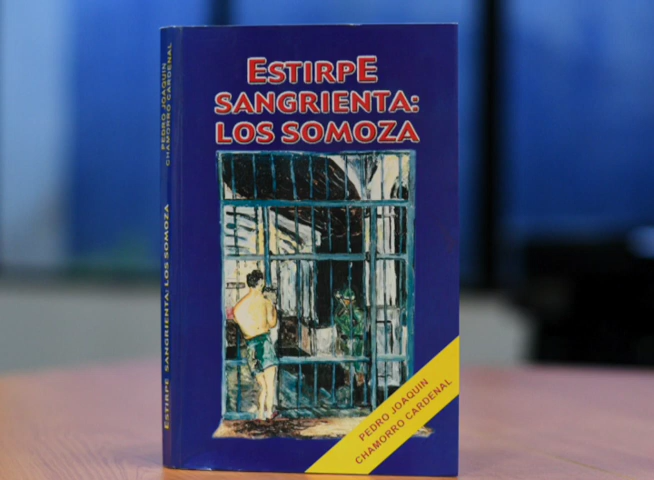 ESTIRPE
SANGRIENTA:
LOS SOMOZA
PEDRO JOAQUIN
CHAMORRO CARDENAL
PEDRO JOAQUIN
CHAMORRO CARDENAL
ESTIRPE SANGRIENTA: LOS SOMOZA